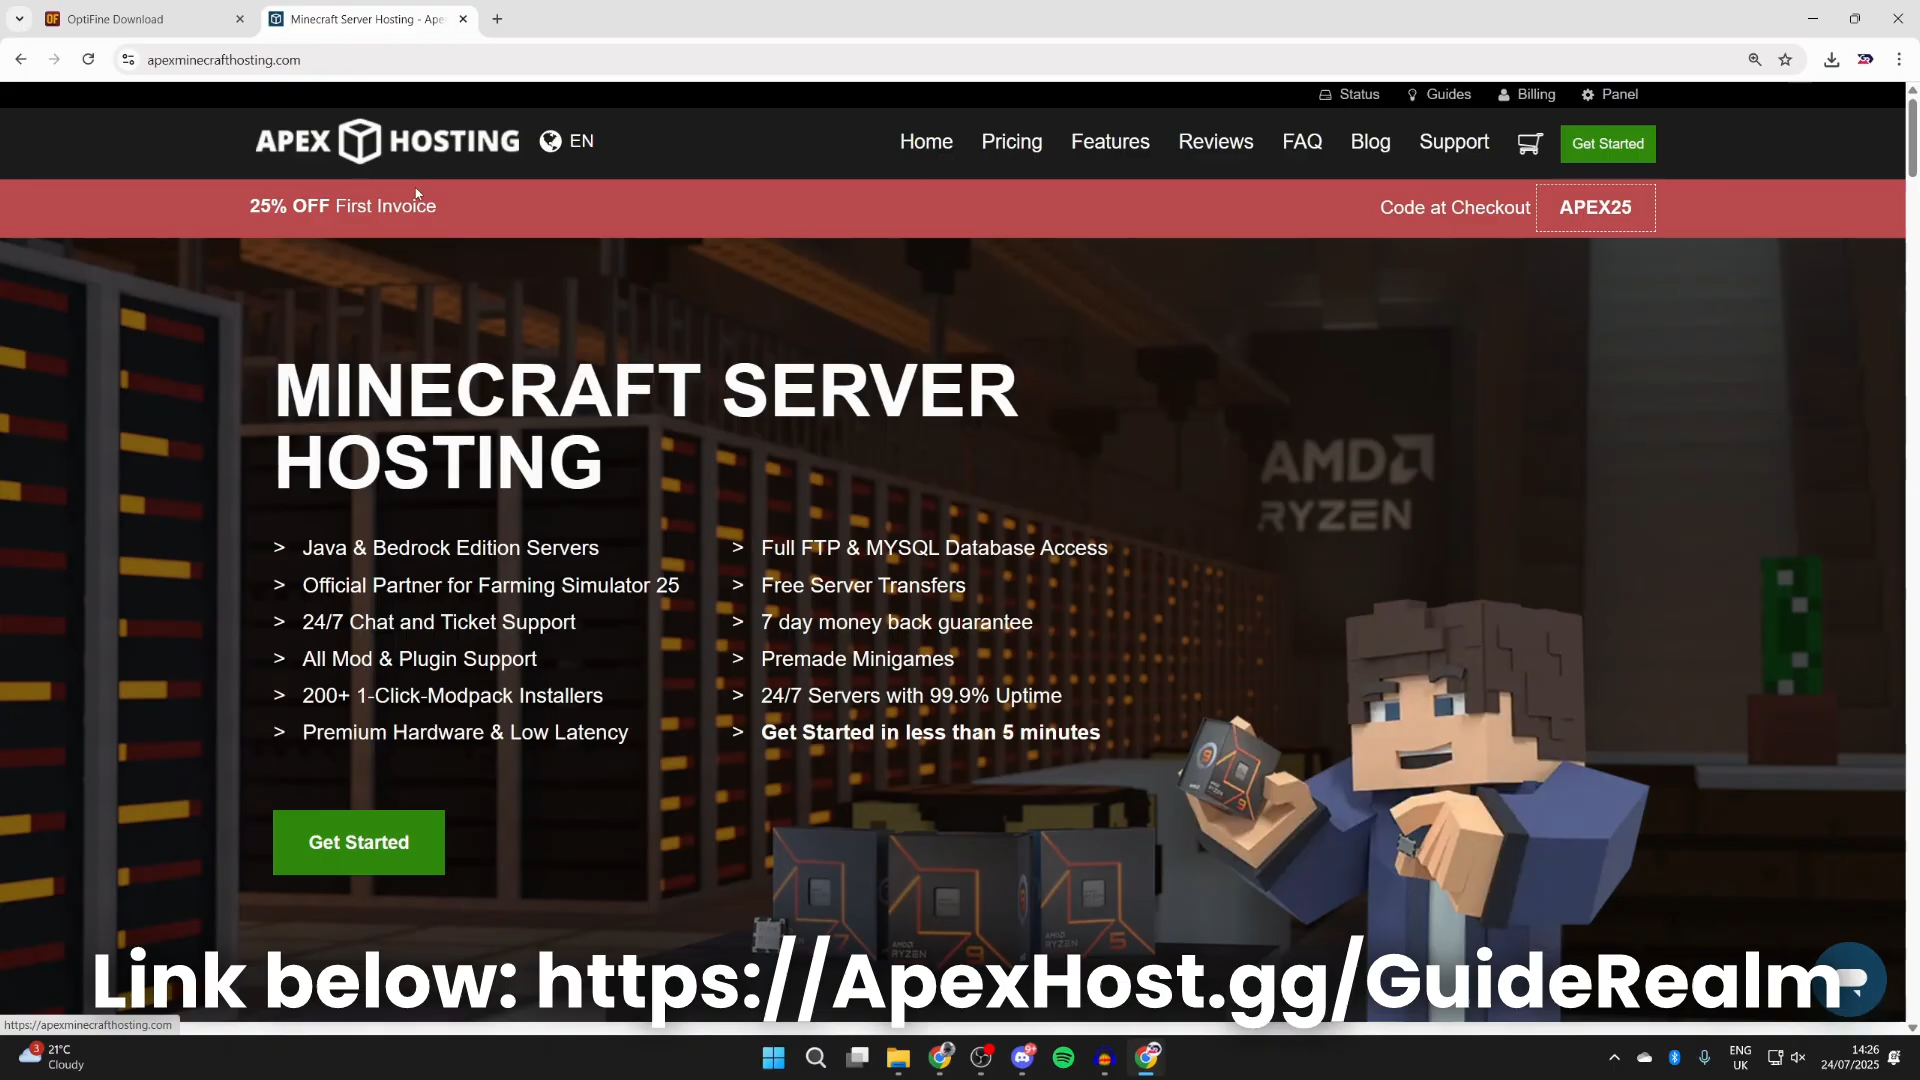 OptiFine Download
Minecraft Server Hosting - Ape
apexminecrafthosting.com
Status
Guides
Billing
Panel
APEX HOSTING
EN
Home
Pricing
Features
Reviews
FAQ
Blog
Support
Get Started
25% OFF First Invoice
Code at Checkout
APEX25
MINECRAFT SERVER
HOSTING
AMD
RYZEN
> Java & Bedrock Edition Servers
> Official Partner for Farming Simulator 25
> 24/7 Chat and Ticket Support
> All Mod & Plugin Support
> 200+ 1-Click-Modpack Installers
> Premium Hardware & Low Latency
> Full FTP & MYSQL Database Access
> Free Server Transfers
> 7 day money back guarantee
> Premade Minigames
> 24/7 Servers with 99.9% Uptime
> Get Started in less than 5 minutes
Get Started
Link below: https://ApexHost.gg/GuideRealm
https://apexminecrafthosting.com
3
21°C
Cloudy
9+
ENG
UK
14:26
24/07/2025